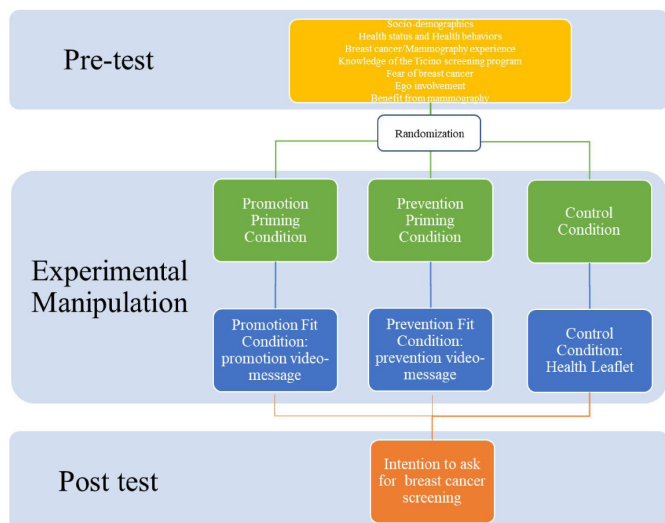 Pre-test
Socio-demographics
Health status and Health behaviors
Breast cancer/Mammography experience
Knowledge of the Ticino screening program
Fear of breast cancer
Ego involvement
Benefit from mammography
Randomization
Experimental
Manipulation
Promotion
Priming
Condition
Prevention
Priming
Condition
Control
Condition
Promotion Fit
Condition:
promotion video-
message
Prevention Fit
Condition:
prevention video-
message
Control
Condition:
Health Leaflet
Post test
Intention to ask
for breast cancer
screening